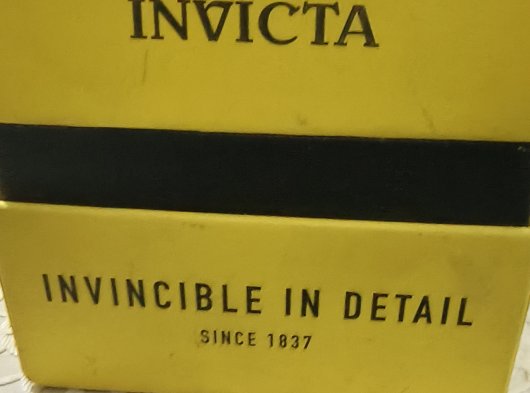 INVICTA
INVINCIBLE IN DETAIL
SINCE 1837